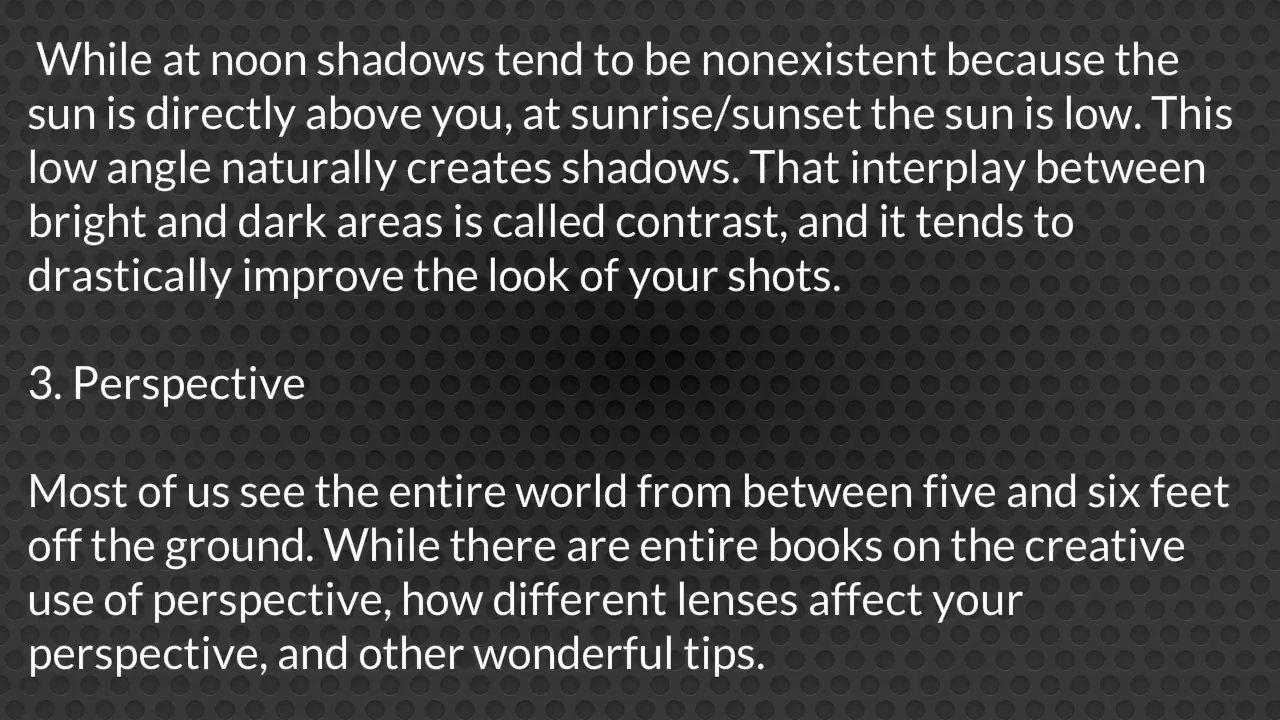 While at noon shadows tend to be nonexistent because the
sun is directly above you, at sunrise/sunset the sun is low. This
low angle naturally creates shadows. That interplay between
bright and dark areas is called contrast, and it tends to
drastically improve the look of your shots.
3. Perspective
Most of us see the entire world from between five and six feet
off the ground. While there are entire books on the creative
use of perspective, how different lenses affect your
perspective, and other wonderful tips.